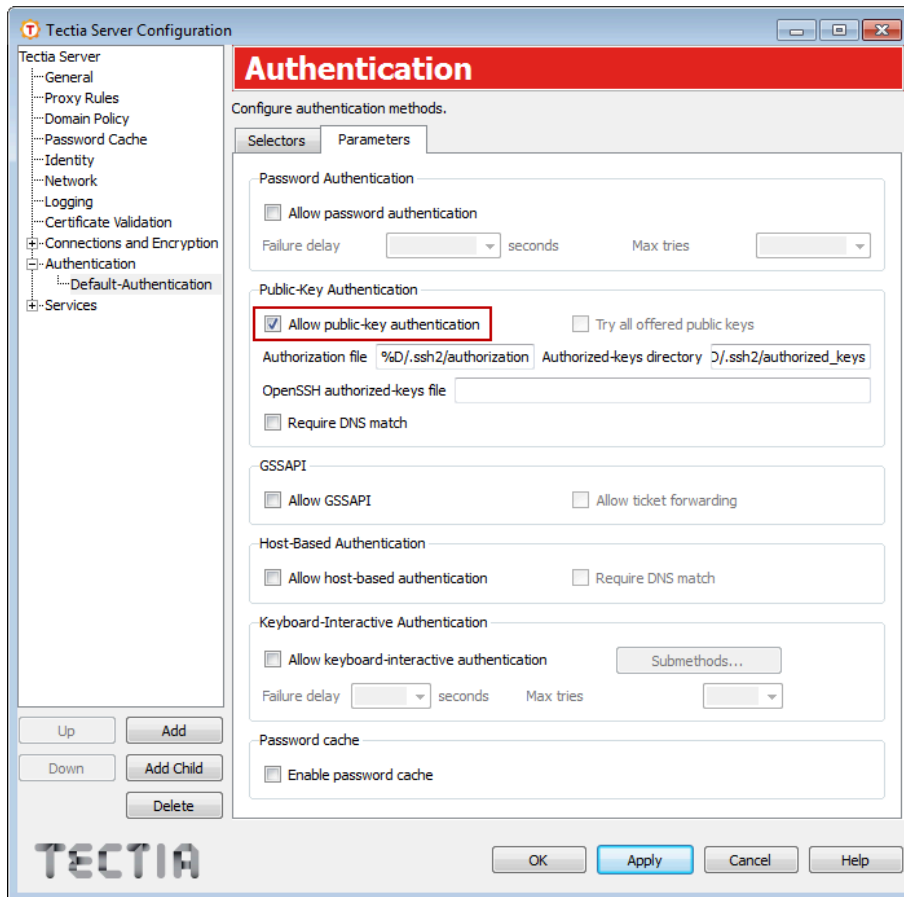 Tectia Server Configuration
Tectia Server
General
Proxy Rules
Domain Policy
Password Cache
Identity
Network
Logging
Certificate Validation
Connections and Encryption
Authentication
Default-Authentication
Services
Up Add
Down Add Child
Delete
Authentication
Configure authentication methods.
Selectors Parameters
Password Authentication
Allow password authentication
Failure delay seconds Max tries
Public-Key Authentication
Allow public-key authentication Try all offered public keys
Authorization file %D/.ssh2/authorization Authorized-keys directory D/.ssh2/authorized_keys
OpenSSH authorized-keys file
Require DNS match
GSSAPI
Allow GSSAPI Allow ticket forwarding
Host-Based Authentication
Allow host-based authentication Require DNS match
Keyboard-Interactive Authentication
Allow keyboard-interactive authentication Submethods...
Failure delay seconds Max tries
Password cache
Enable password cache
TECTIA OK Apply Cancel Help